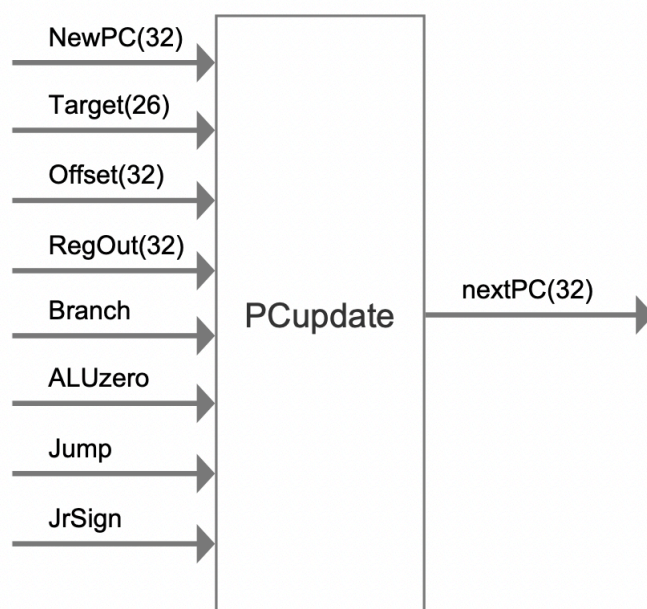 NewPC(32)
Target(26)
Offset(32)
RegOut(32)
Branch
ALUzero
Jump
JrSign
PCupdate
nextPC(32)